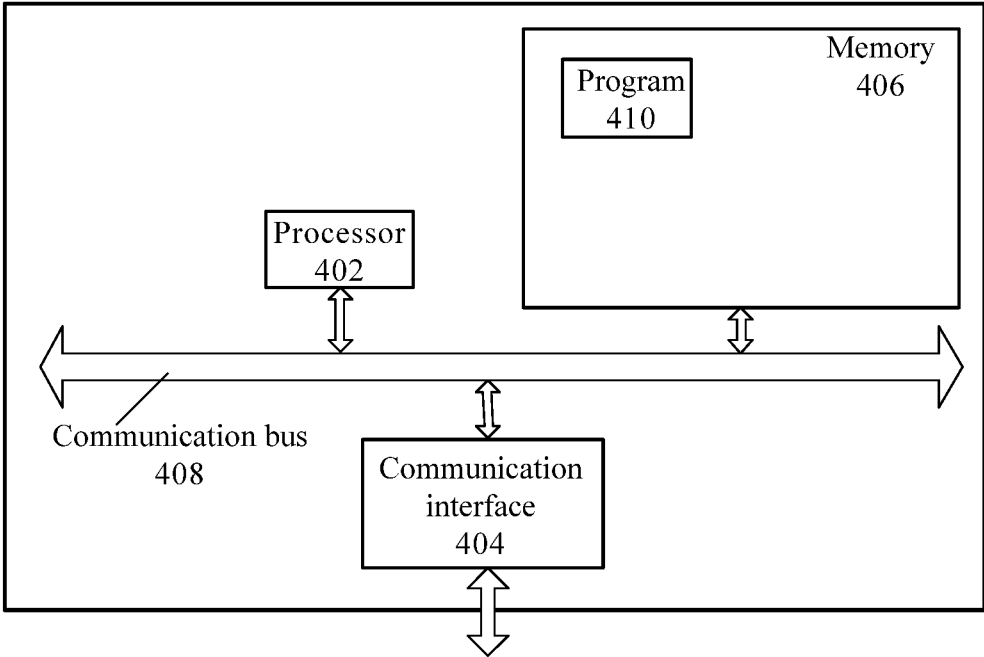 Memory
406
Program
410
Processor
402
Communication bus
408
Communication
interface
404